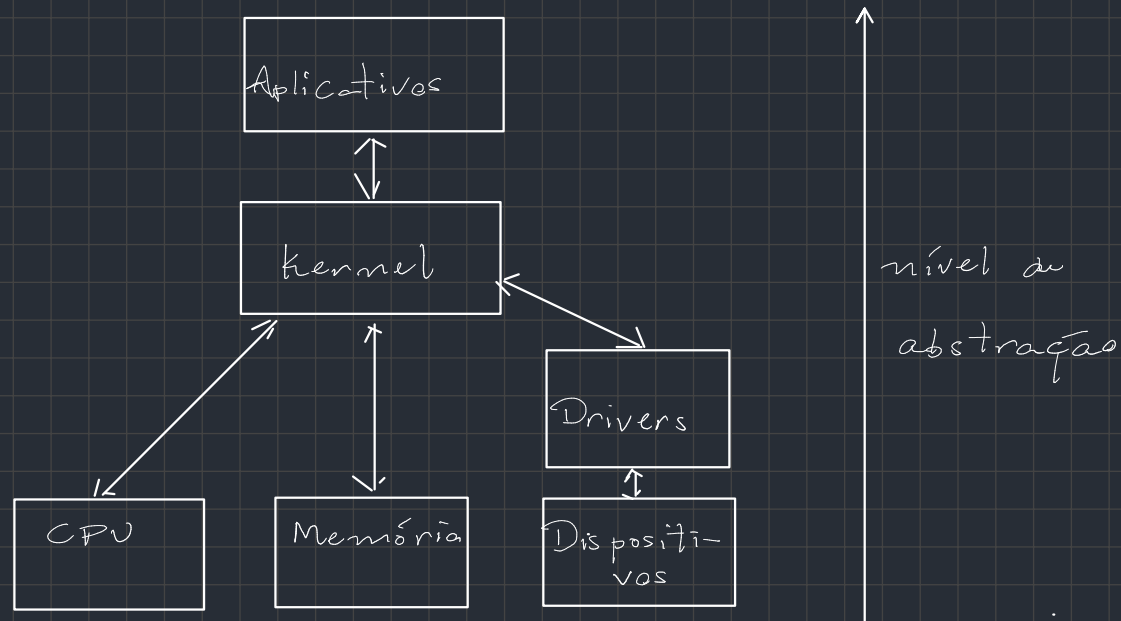 Aplicativos
Kernel
nível de
abstração
Drivers
CPU
Memória
Dispositi-
vos